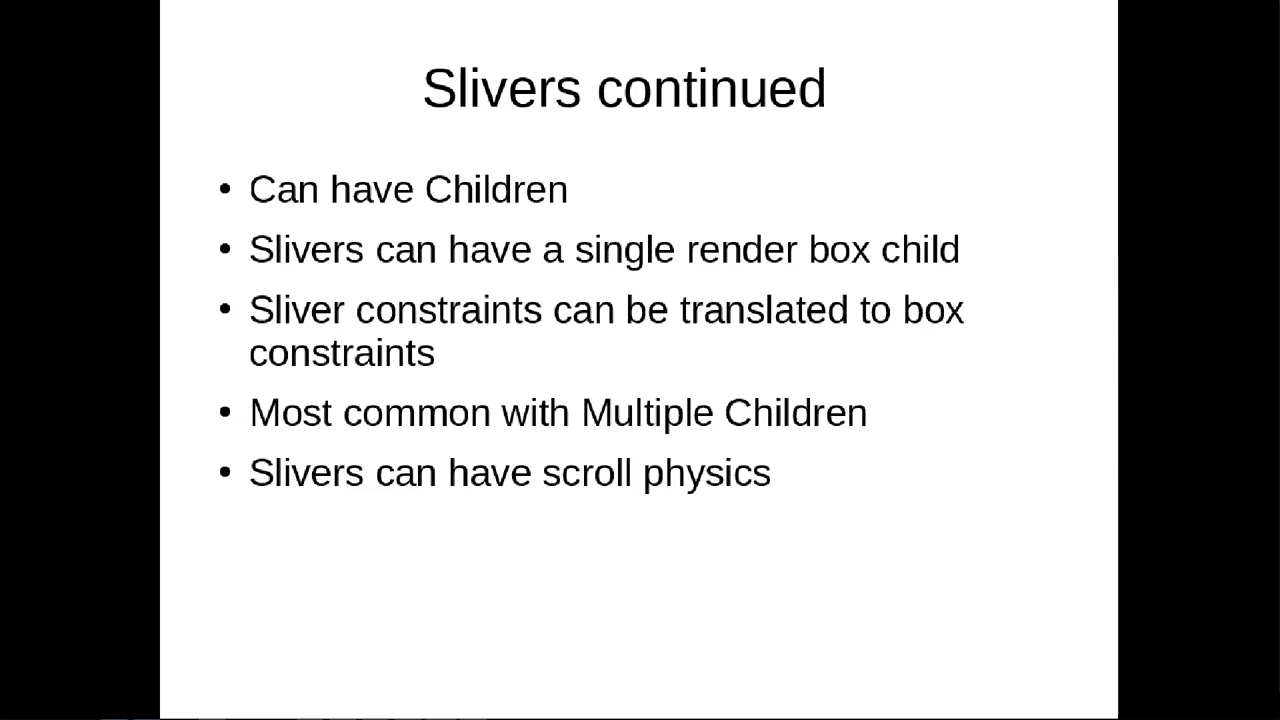 Slivers continued
• Can have Children
• Slivers can have a single render box child
• Sliver constraints can be translated to box
constraints
• Most common with Multiple Children
• Slivers can have scroll physics